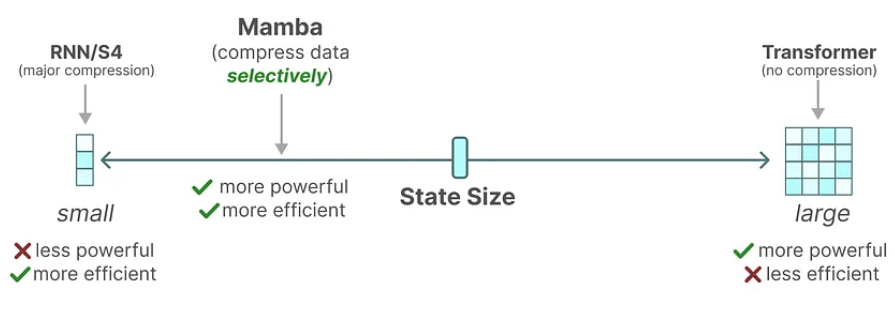 Mamba
(compress data
selectively)
RNN/S4
(major compression)
Transformer
(no compression)
more powerful
more efficient
State Size
small
less powerful
more efficient
large
more powerful
less efficient